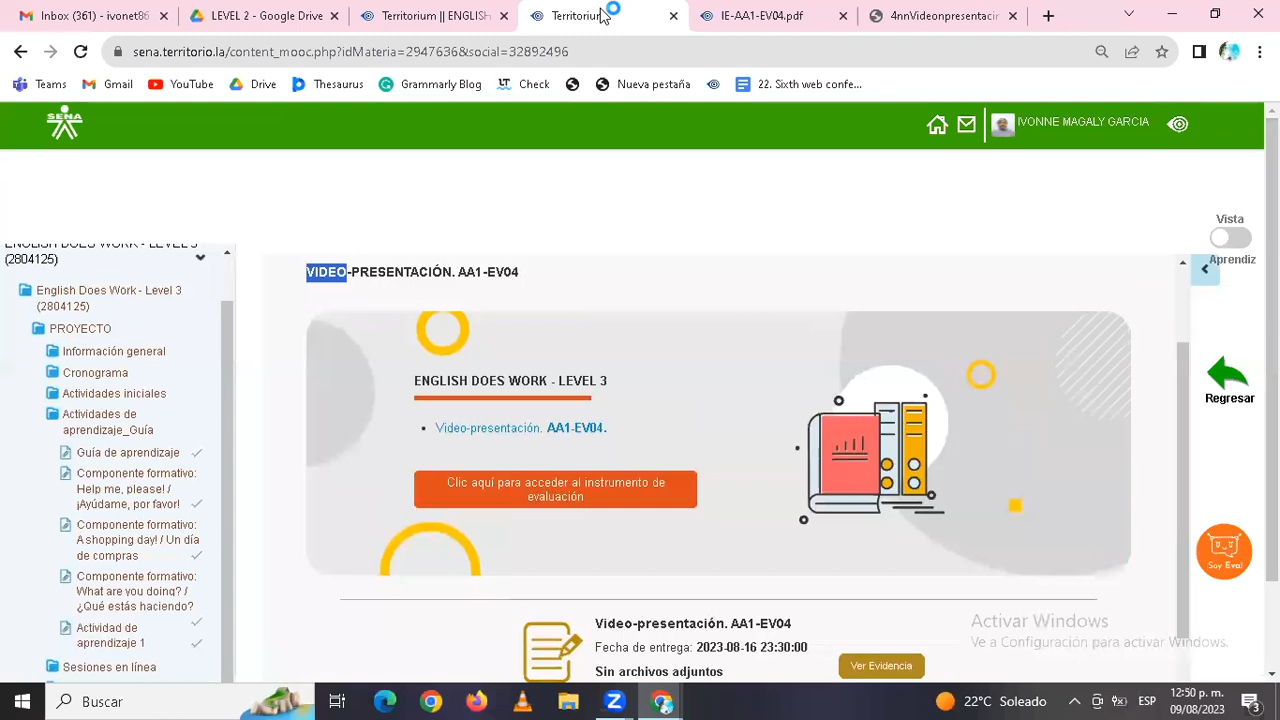 Inbox (361) - ivonet86
LEVEL 2 - Google Drive
Territorium || ENGLISH
Territorium
IE-AA1-EV04.pdf
4nnVideonpresentacir
sena.territorio.la/content_mooc.php?idMateria=2947636&social=32892496
Teams
Gmail
YouTube
Drive
Thesaurus
Grammarly Blog
Check
Nueva pestaña
22. Sixth web confe...
SENA
IVONNE MAGALY GARCIA
Vista
Aprendiz
ENGLISH DOES WORK - LEVEL 3
(2804125)
English Does Work - Level 3
(2804125)
PROYECTO
Información general
Cronograma
Actividades iniciales
Actividades de
aprendizaje_Guía
Guía de aprendizaje
Componente formativo:
Help me, please! /
¡Ayúdame, por favor!
Componente formativo:
A shopping day! / Un día
de compras
Componente formativo:
What are you doing? /
¿Qué estás haciendo?
Actividad de
aprendizaje 1
Sesiones en línea
VIDEO-PRESENTACIÓN. AA1-EV04
ENGLISH DOES WORK - LEVEL 3
• Video-presentación. AA1-EV04.
Clic aquí para acceder al instrumento de
evaluación
Video-presentación. AA1-EV04
Fecha de entrega: 2023-08-16 23:30:00
Sin archivos adjuntos
Ver Evidencia
Regresar
¡Soy Eva!
Activar Windows
Ve a Configuración para activar Windows.
Buscar
22°C Soleado
ESP
12:50 p. m.
09/08/2023
3